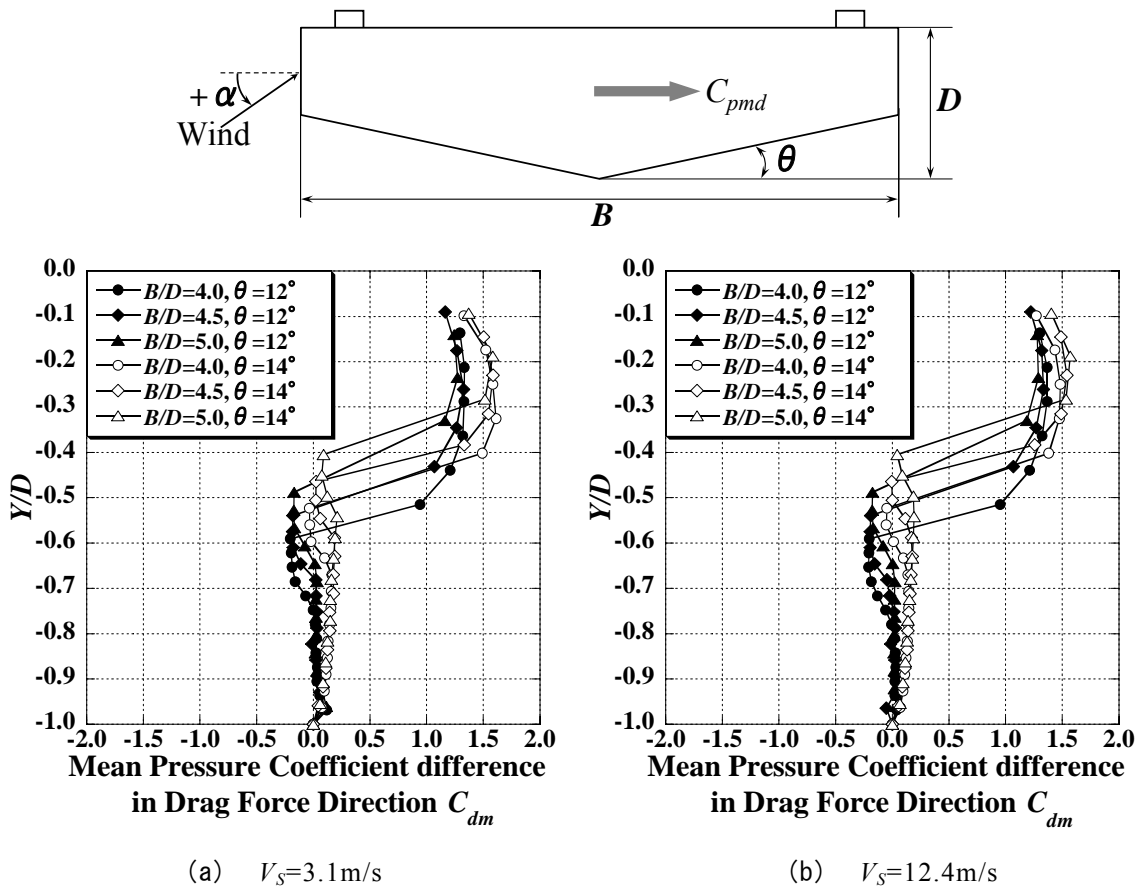 + α
Wind
C_pmd
D
θ
B
0.0
-0.1
-0.2
-0.3
-0.4
-0.5
-0.6
-0.7
-0.8
-0.9
-1.0
Y/D
B/D=4.0, θ =12°
B/D=4.5, θ =12°
B/D=5.0, θ =12°
B/D=4.0, θ =14°
B/D=4.5, θ =14°
B/D=5.0, θ =14°
-2.0 -1.5 -1.0 -0.5 0.0 0.5 1.0 1.5 2.0
Mean Pressure Coefficient difference
in Drag Force Direction C_dm
(a) V_S=3.1m/s
0.0
-0.1
-0.2
-0.3
-0.4
-0.5
-0.6
-0.7
-0.8
-0.9
-1.0
Y/D
B/D=4.0, θ =12°
B/D=4.5, θ =12°
B/D=5.0, θ =12°
B/D=4.0, θ =14°
B/D=4.5, θ =14°
B/D=5.0, θ =14°
-2.0 -1.5 -1.0 -0.5 0.0 0.5 1.0 1.5 2.0
Mean Pressure Coefficient difference
in Drag Force Direction C_dm
(b) V_S=12.4m/s